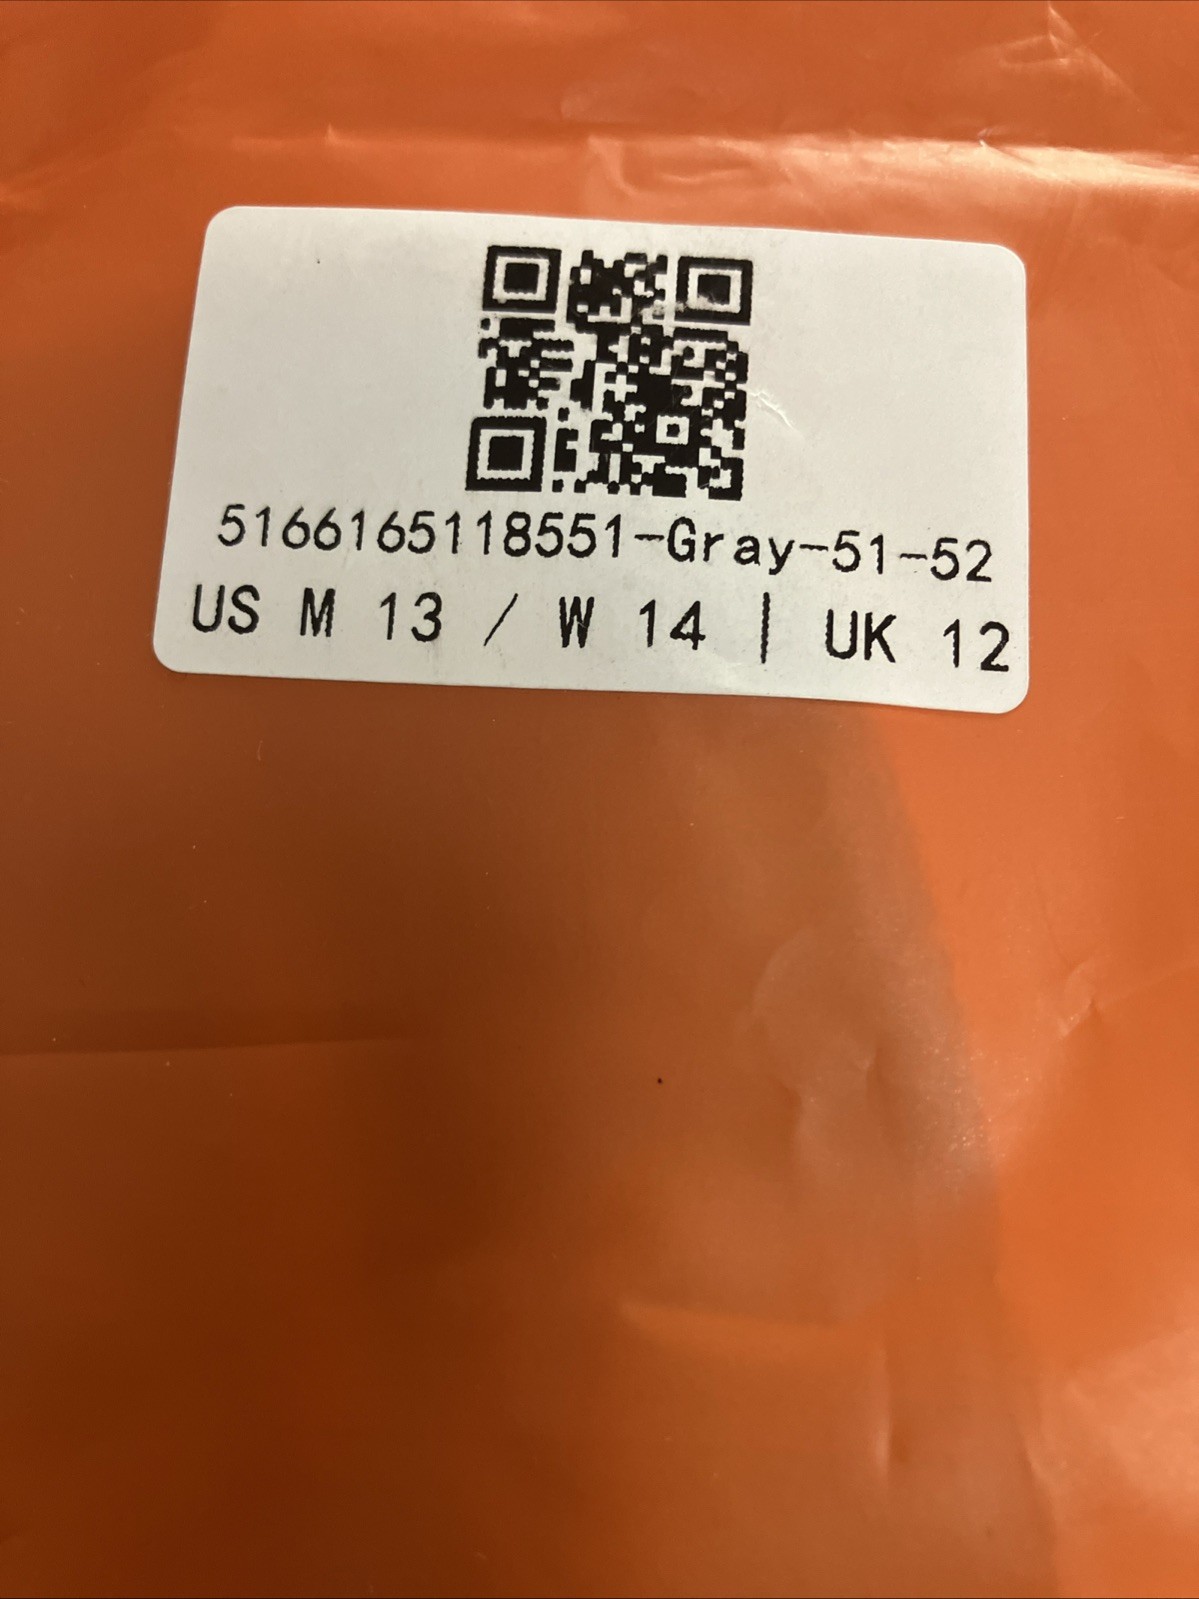 5166165118551-Gray-51-52
US M 13 / W 14 | UK 12